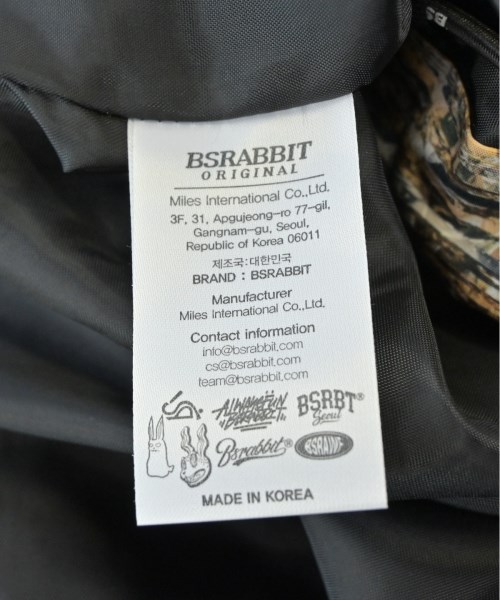 BS
BSRABBIT
ORIGINAL
Miles International Co,.Ltd.
3F, 31, Apgujeong-ro 77-gil,
Gangnam-gu, Seoul,
Republic of Korea 06011
제조국:대한민국
BRAND : BSRABBIT
Manufacturer
Miles International Co,.Ltd.
Contact information
info@bsrabbit.com
cs@bsrabbit.com
team@bsrabbit.com
BSRBT®
Seoul
Bsrabbit®
MADE IN KOREA